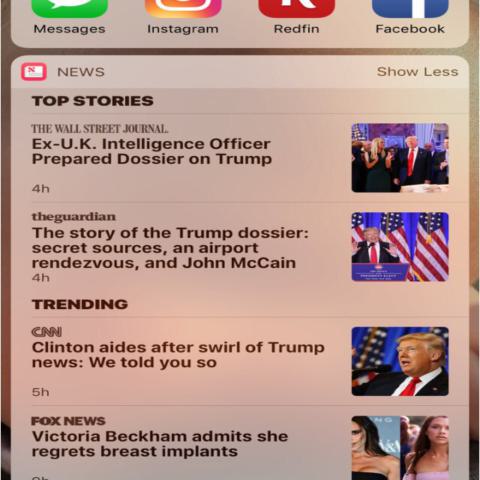 Messages
Instagram
Redfin
Facebook
NEWS
Show Less
TOP STORIES
THE WALL STREET JOURNAL.
Ex-U.K. Intelligence Officer
Prepared Dossier on Trump
4h
theguardian
The story of the Trump dossier:
secret sources, an airport
rendezvous, and John McCain
4h
TRENDING
CNN
Clinton aides after swirl of Trump
news: We told you so
5h
FOX NEWS
Victoria Beckham admits she
regrets breast implants